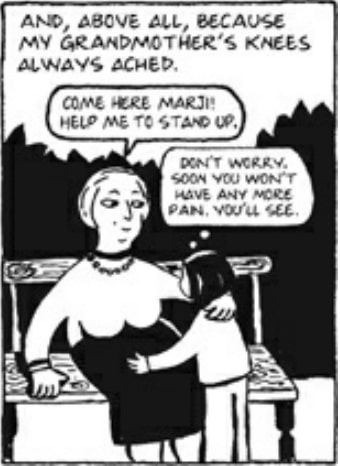 AND, ABOVE ALL, BECAUSE
MY GRANDMOTHER'S KNEES
ALWAYS ACHED.
COME HERE MARJI!
HELP ME TO STAND UP.
DON'T WORRY.
SOON YOU WON'T
HAVE ANY MORE
PAIN. YOU'LL SEE.